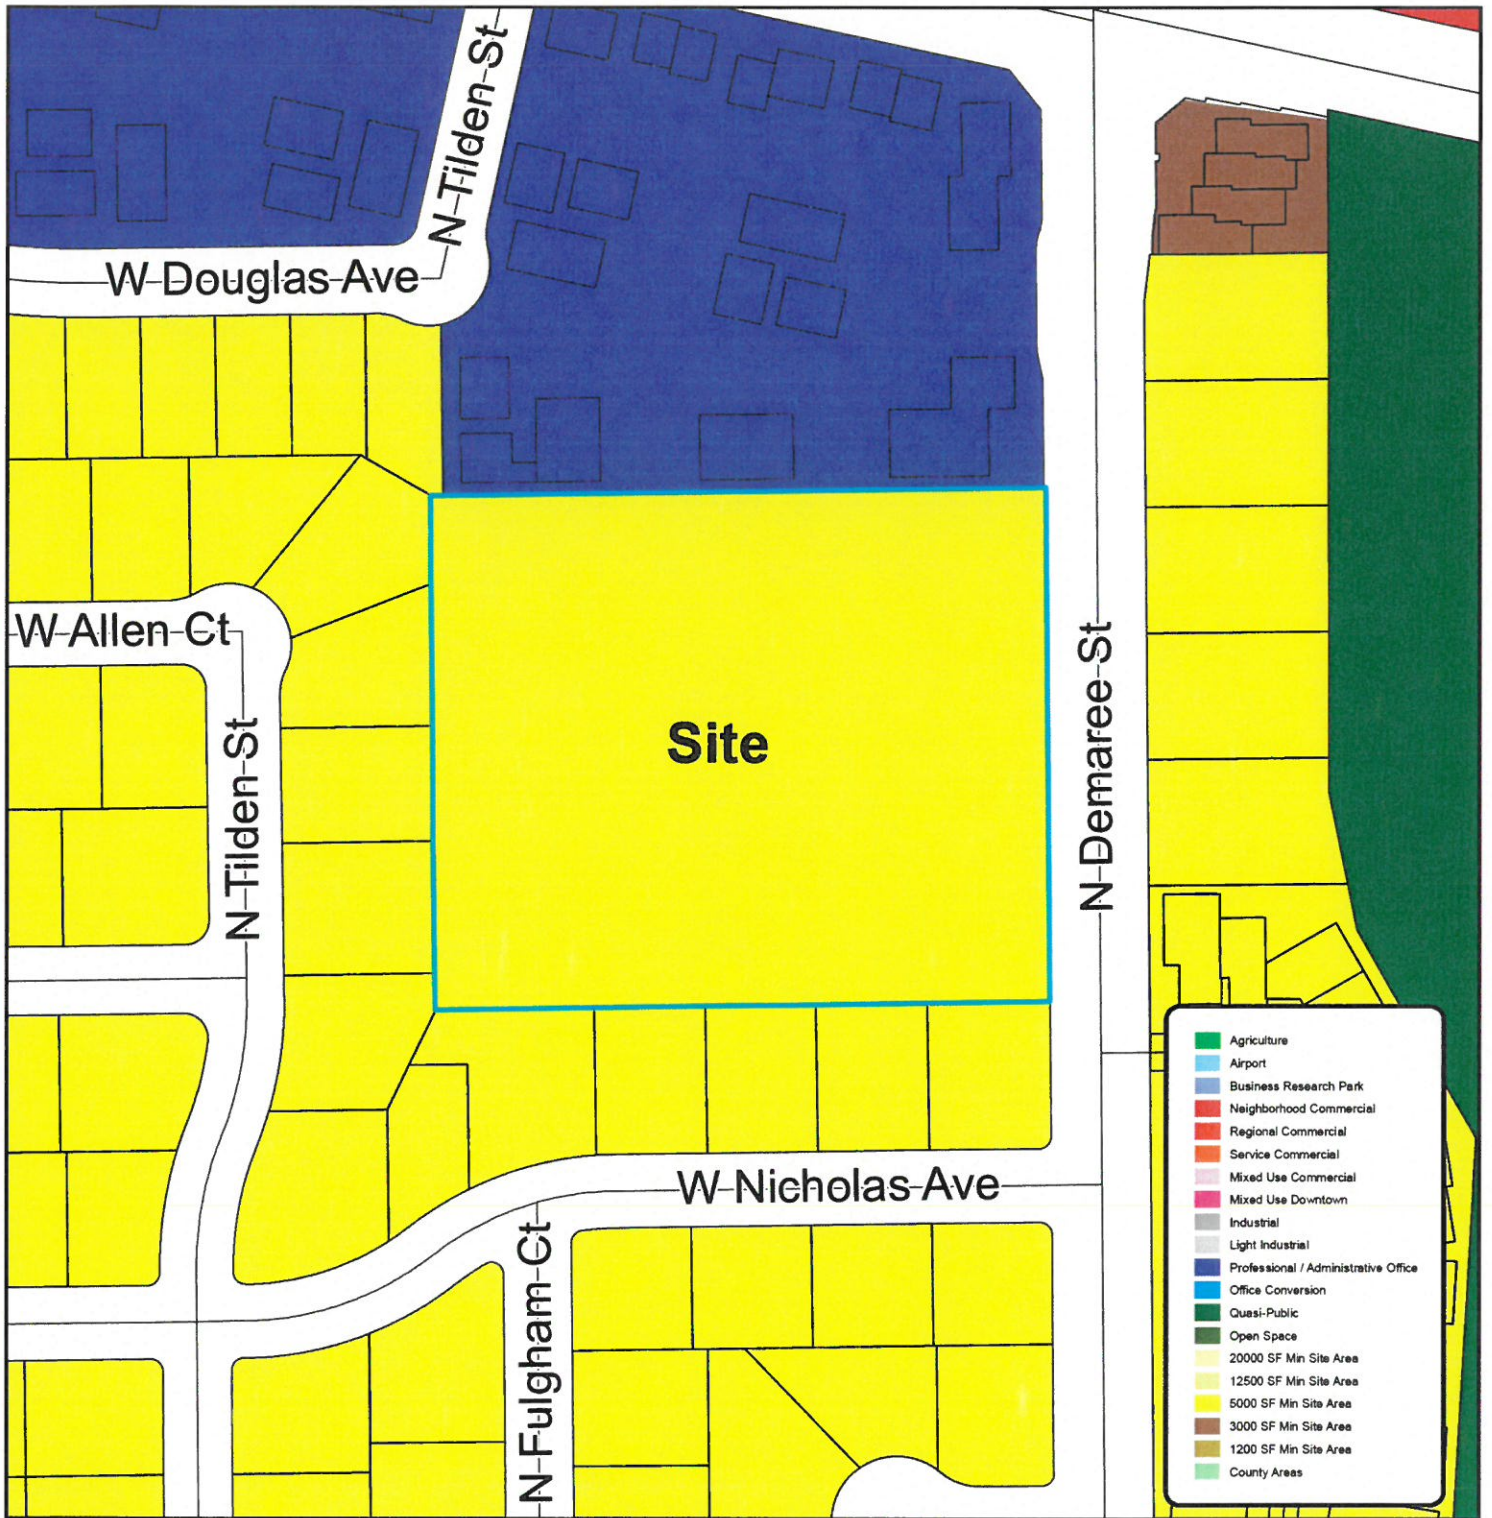 N Tilden St
W Douglas Ave
W Allen Ct
Site
N Tilden St
N Demaree St
W Nicholas Ave
N Fulgham Ct
Agriculture
Airport
Business Research Park
Neighborhood Commercial
Regional Commercial
Service Commercial
Mixed Use Commercial
Mixed Use Downtown
Industrial
Light Industrial
Professional / Administrative Office
Office Conversion
Quasi-Public
Open Space
20000 SF Min Site Area
12500 SF Min Site Area
5000 SF Min Site Area
3000 SF Min Site Area
1200 SF Min Site Area
County Areas